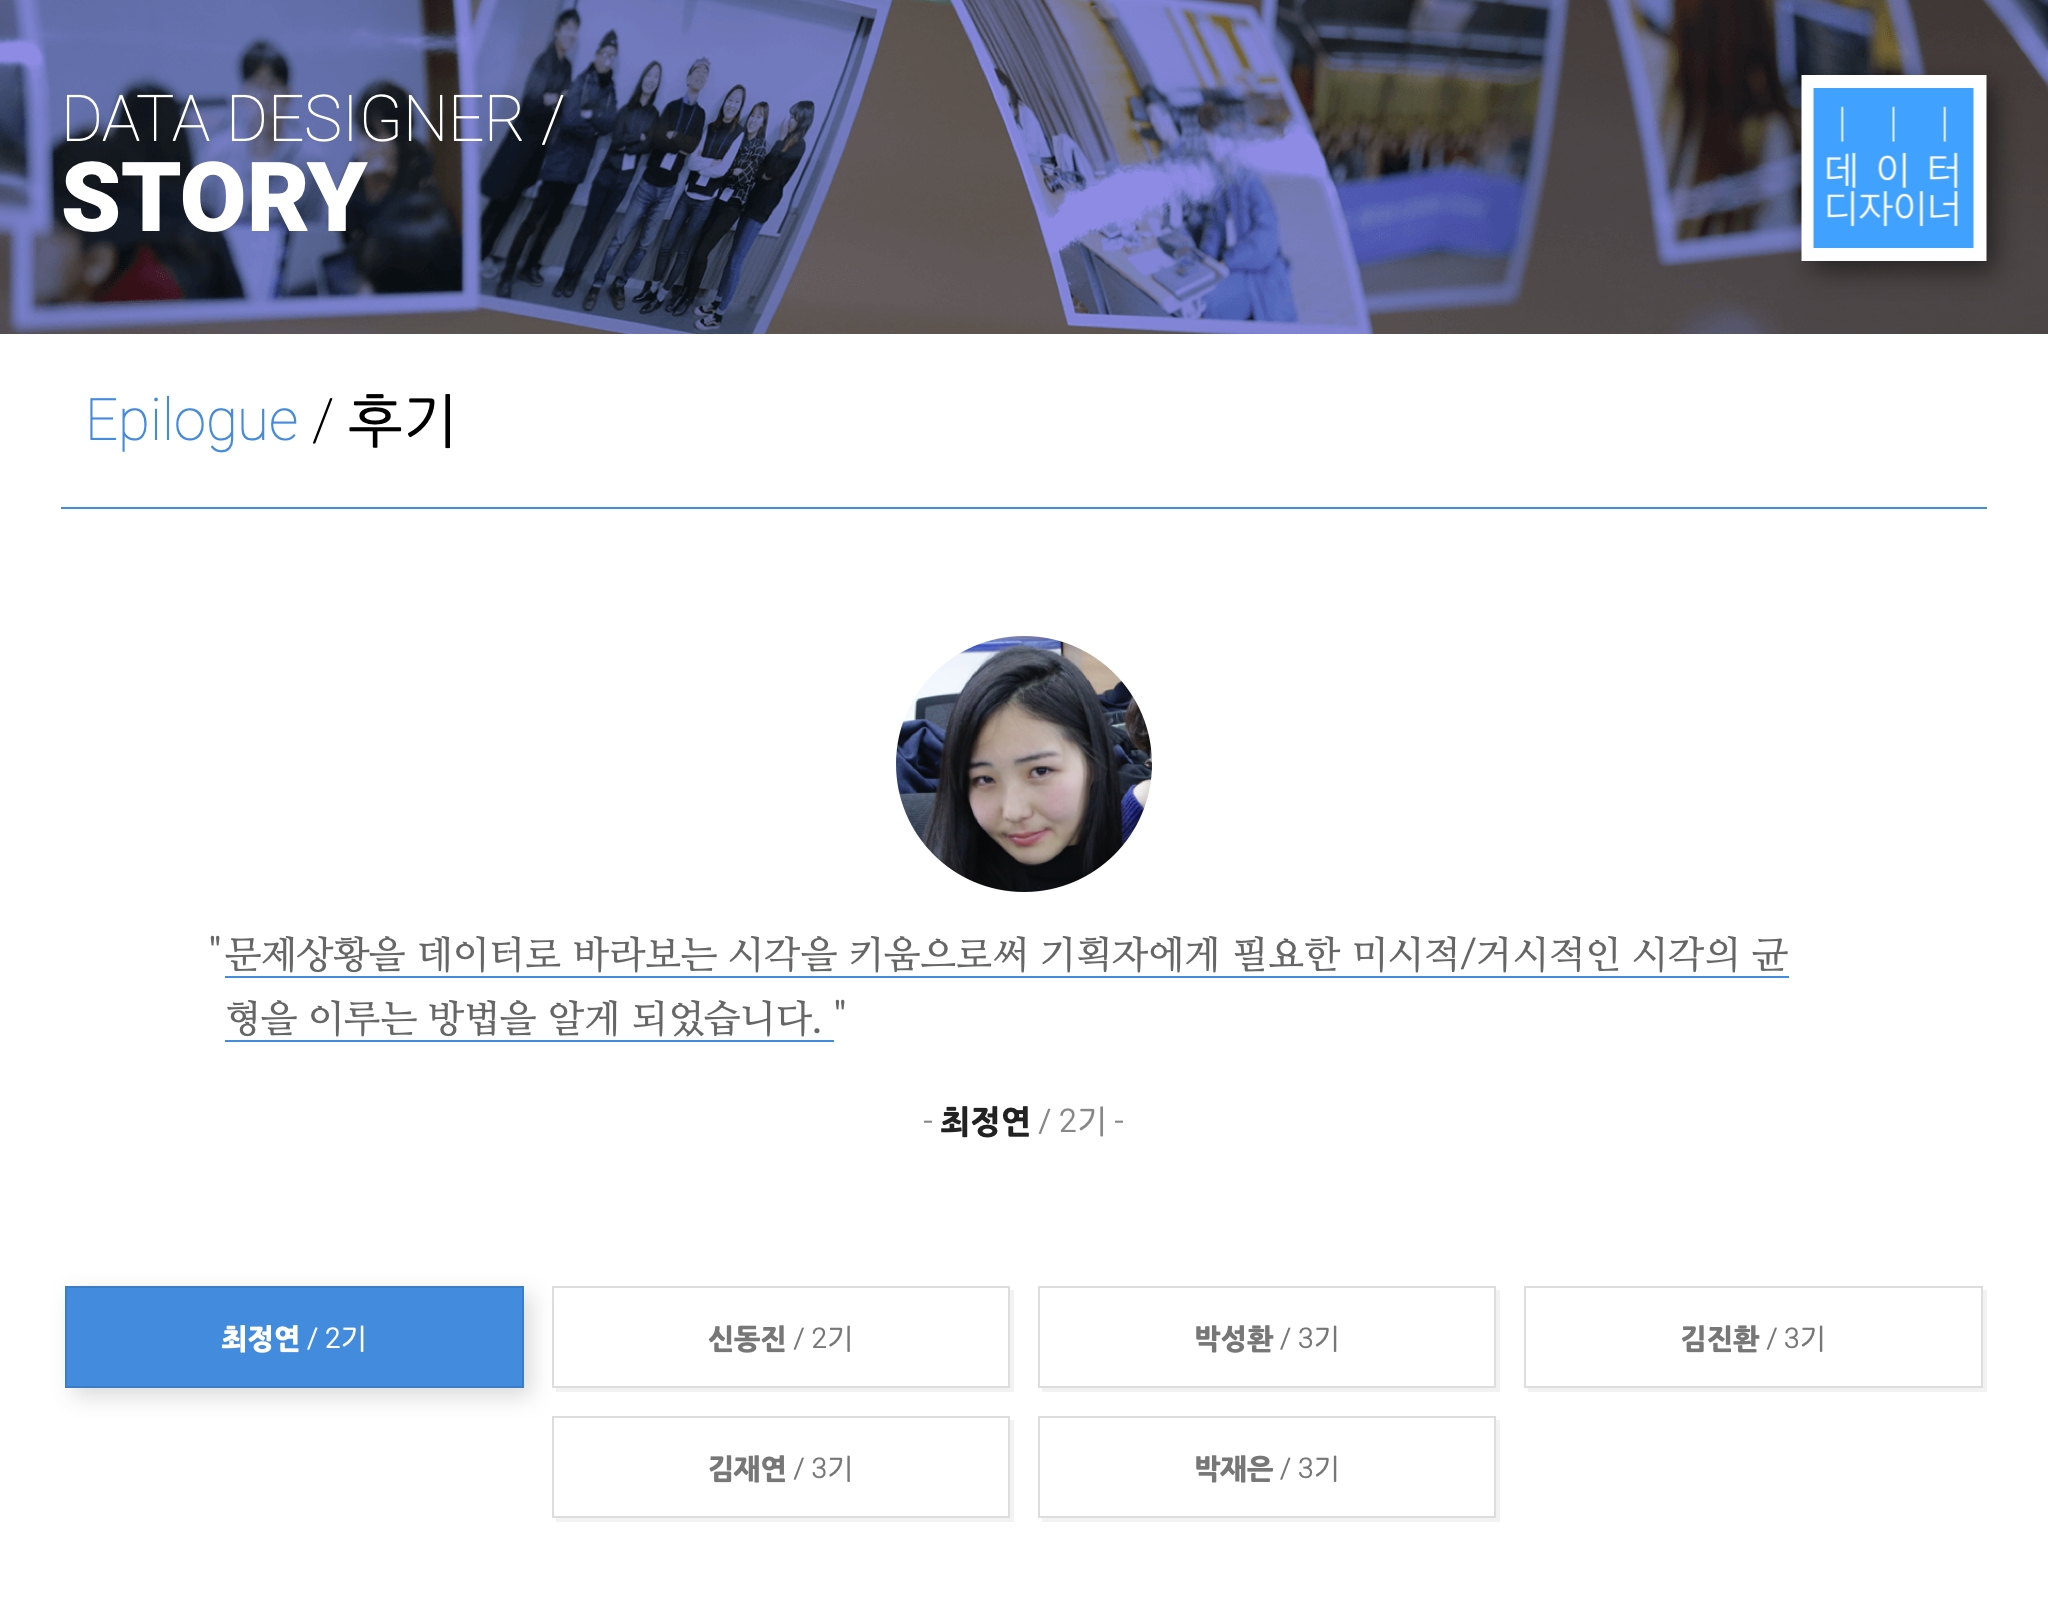 DATA DESIGNER /
STORY
데 이 터
디자이너
Epilogue / 후기
"문제상황을 데이터로 바라보는 시각을 키움으로써 기획자에게 필요한 미시적/거시적인 시각의 균
형을 이루는 방법을 알게 되었습니다. "
- 최정연 / 2기 -
최정연 / 2기
신동진 / 2기
박성환 / 3기
김진환 / 3기
김재연 / 3기
박재은 / 3기